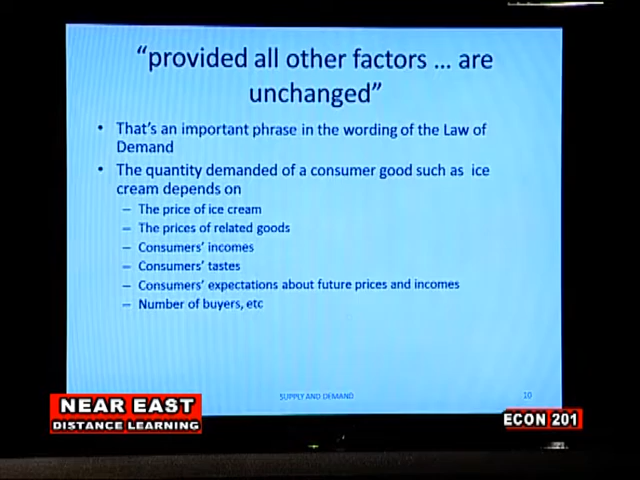 “provided all other factors ... are
unchanged”
• That’s an important phrase in the wording of the Law of
Demand
• The quantity demanded of a consumer good such as ice
cream depends on
– The price of ice cream
– The prices of related goods
– Consumers’ incomes
– Consumers’ tastes
– Consumers’ expectations about future prices and incomes
– Number of buyers, etc
SUPPLY AND DEMAND 10
NEAR EAST
DISTANCE LEARNING
ECON 201